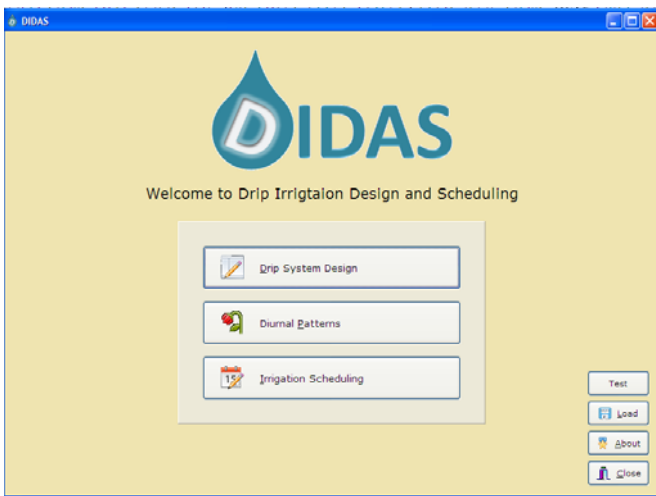 DIDAS
DIDAS
Welcome to Drip Irrigtaion Design and Scheduling
Drip System Design
Diurnal Patterns
15
Irrigation Scheduling
Test
Load
About
Close